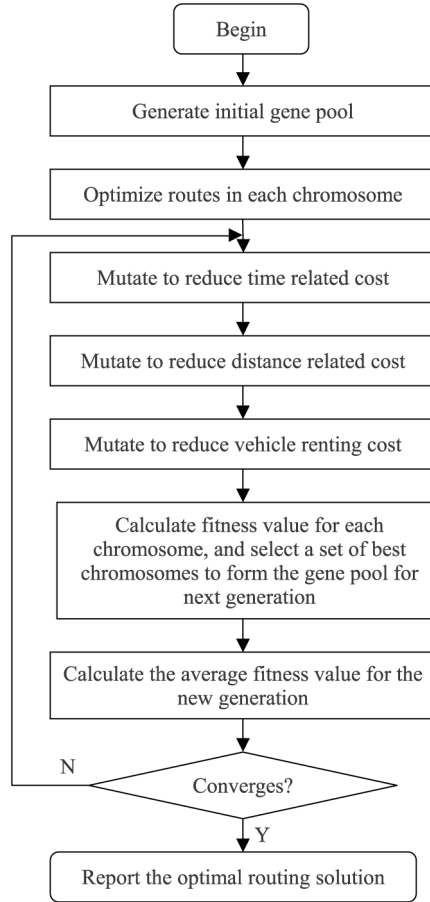 Begin
Generate initial gene pool
Optimize routes in each chromosome
Mutate to reduce time related cost
Mutate to reduce distance related cost
Mutate to reduce vehicle renting cost
Calculate fitness value for each
chromosome, and select a set of best
chromosomes to form the gene pool for
next generation
Calculate the average fitness value for the
new generation
N
Converges?
Y
Report the optimal routing solution